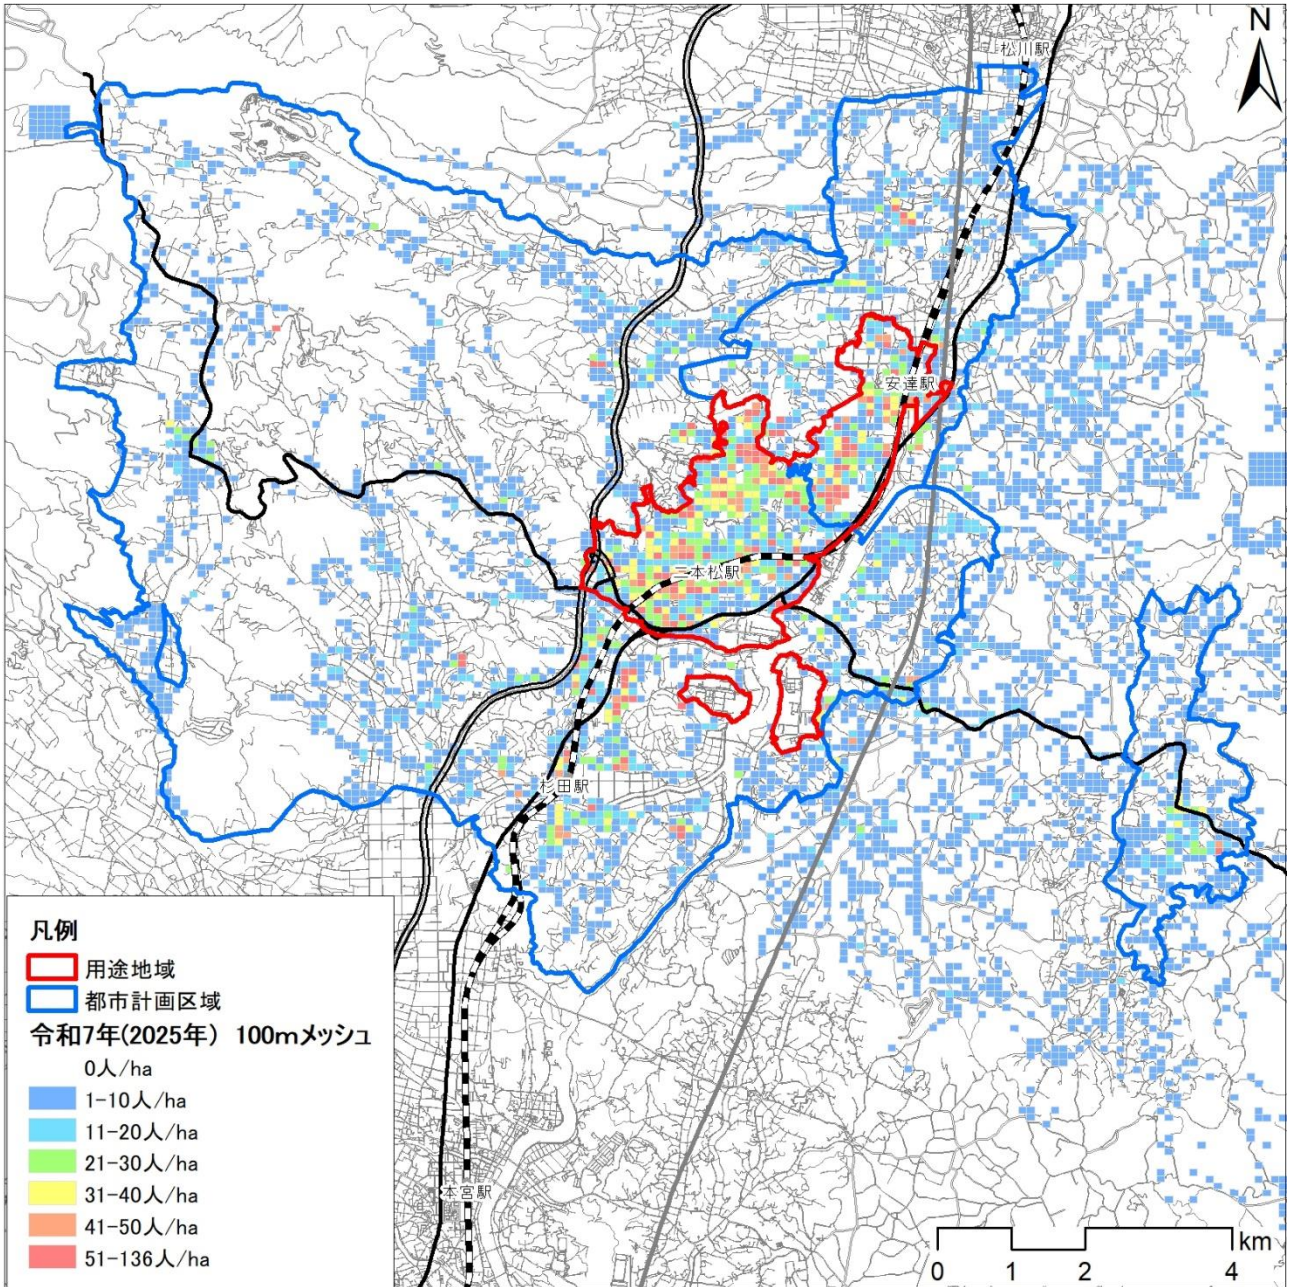 N
松川駅
安達駅
二本松駅
杉田駅
本宮駅
凡例
用途地域
都市計画区域
令和7年(2025年) 100mメッシュ
0人/ha
1-10人/ha
11-20人/ha
21-30人/ha
31-40人/ha
41-50人/ha
51-136人/ha
km
0 1 2 4